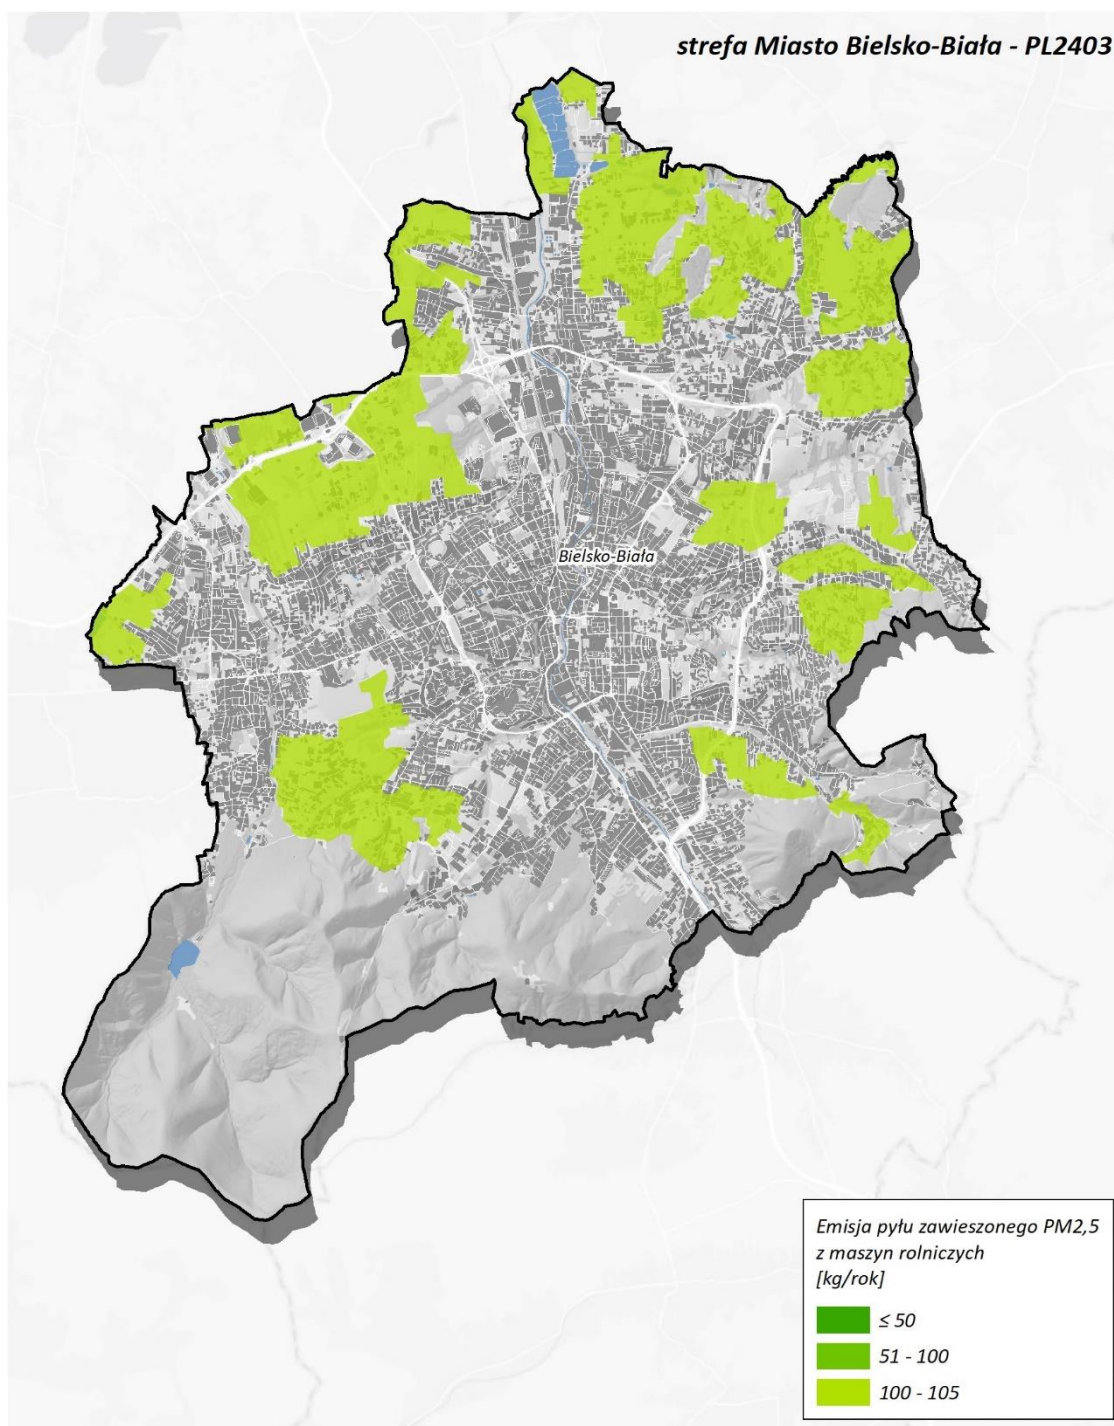 strefa Miasto Bielsko-Biała - PL2403
Bielsko-Biała
Emisja pyłu zawieszonego PM2,5
z maszyn rolniczych
[kg/rok]
≤ 50
51 - 100
100 - 105